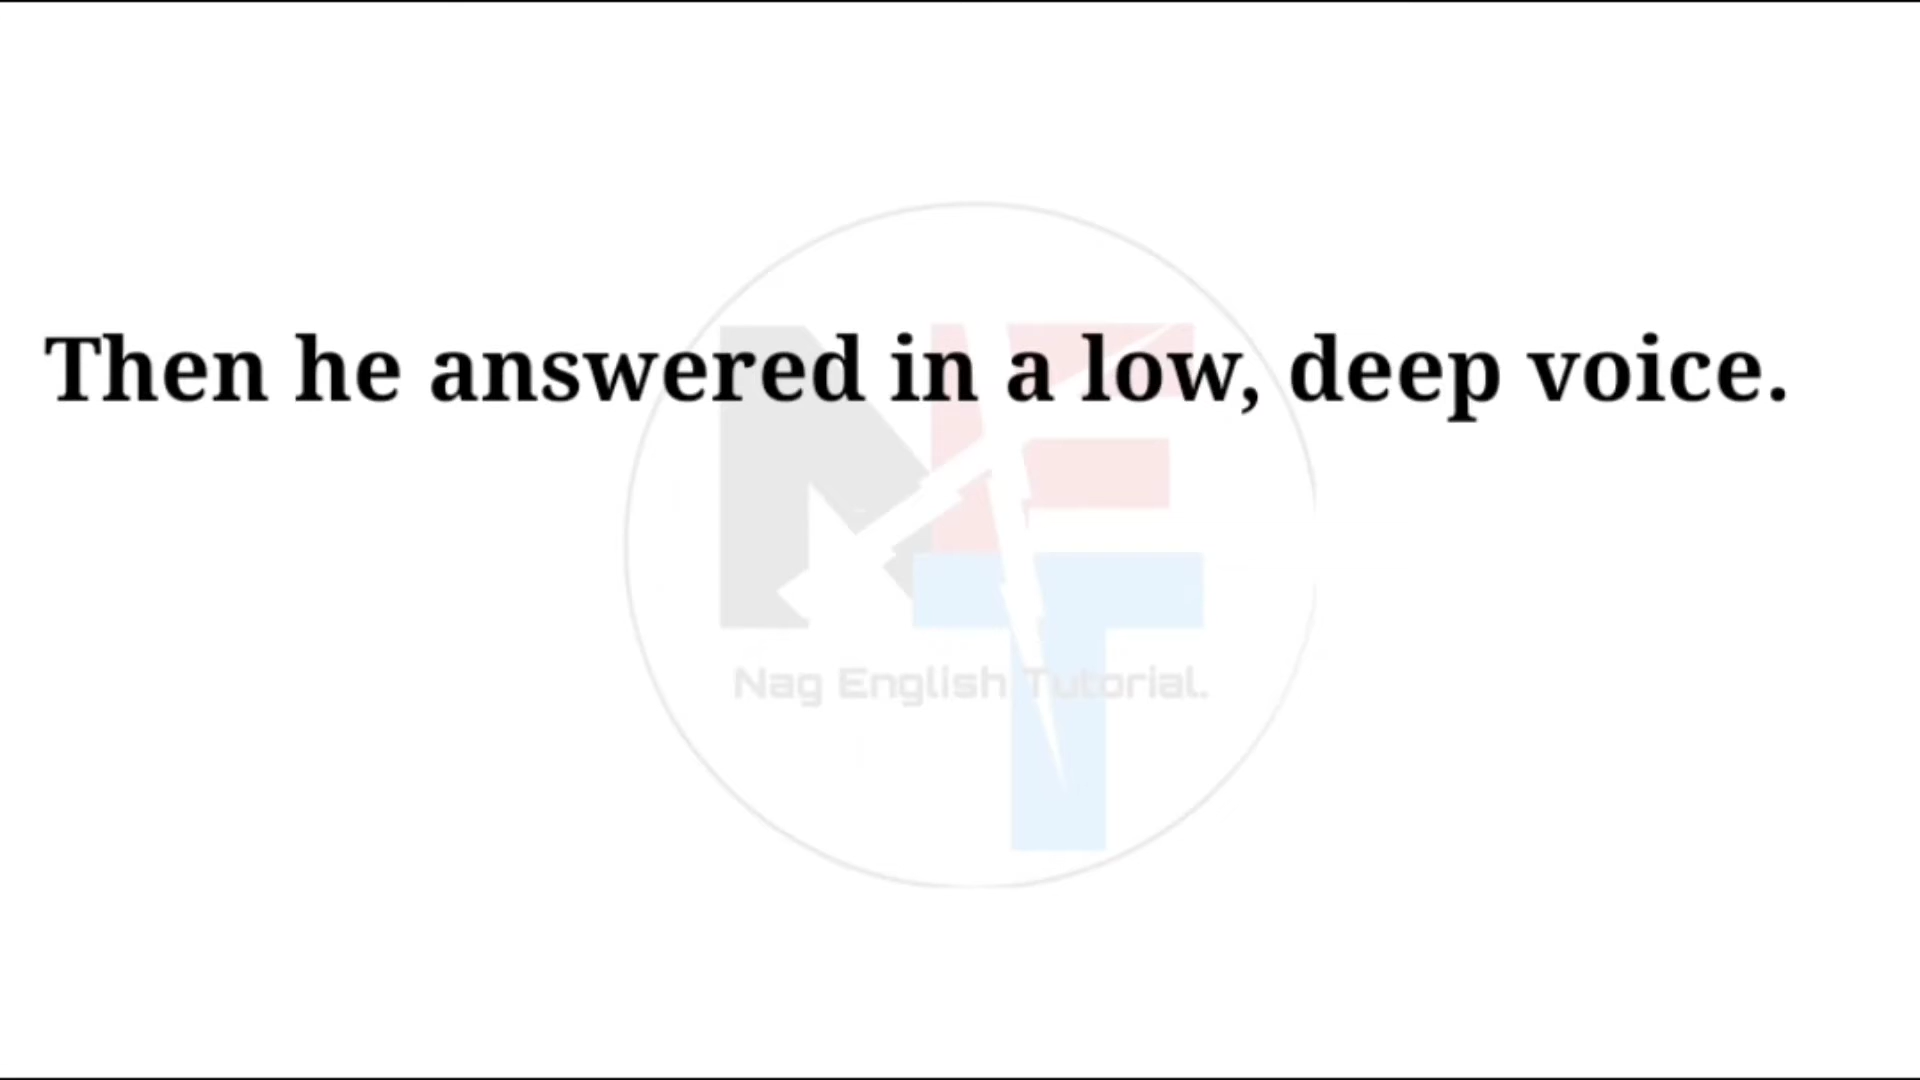 Then he answered in a low, deep voice.
Nag English Tutorial.